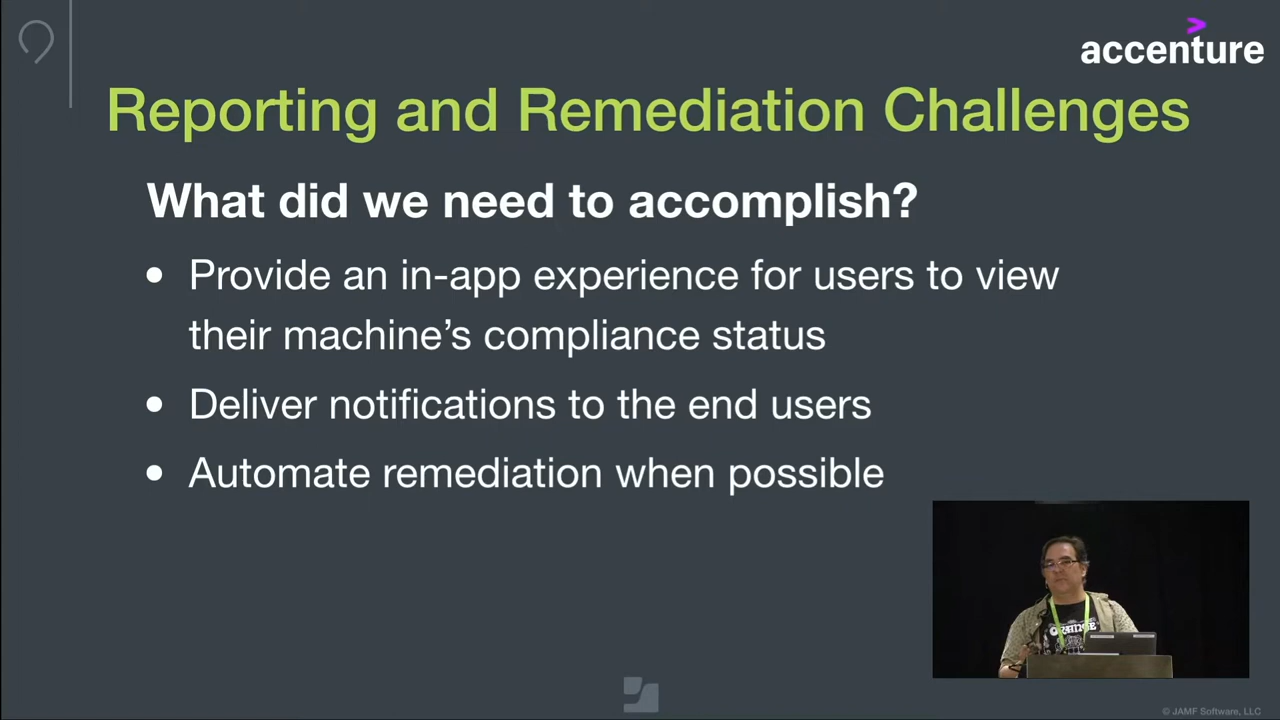 accenture
Reporting and Remediation Challenges
What did we need to accomplish?
• Provide an in-app experience for users to view
their machine’s compliance status
• Deliver notifications to the end users
• Automate remediation when possible
© JAMF Software, LLC